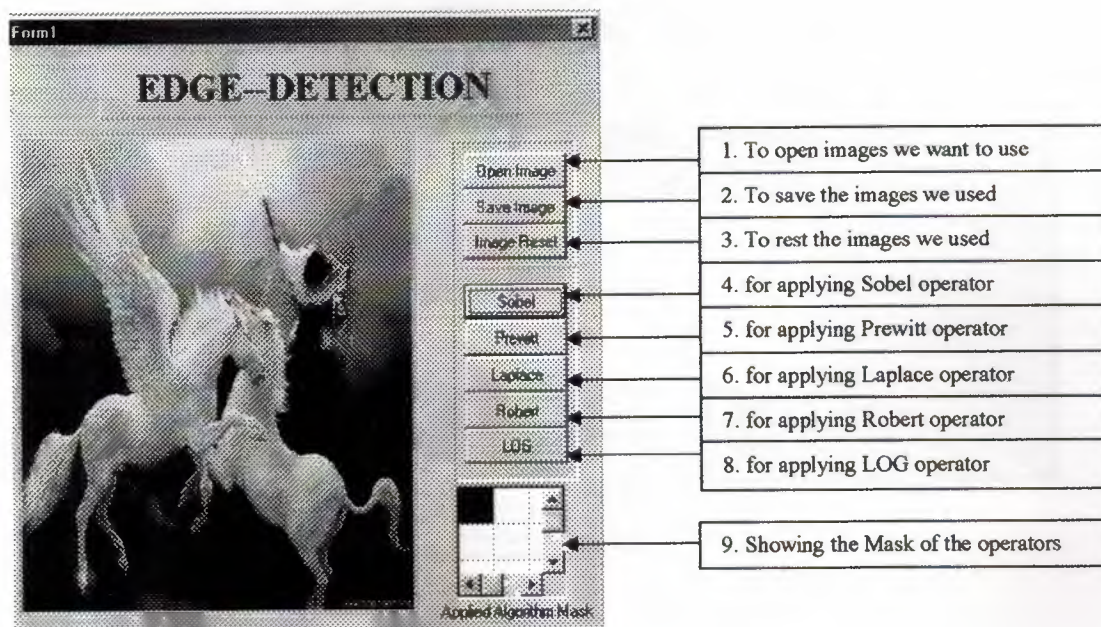 Form1
EDGE--DETECTION
Open Image
Save Image
Image Reset
Sobel
Prewitt
Laplace
Robert
LOG
Applied Algorithm Mask
1. To open images we want to use
2. To save the images we used
3. To rest the images we used
4. for applying Sobel operator
5. for applying Prewitt operator
6. for applying Laplace operator
7. for applying Robert operator
8. for applying LOG operator
9. Showing the Mask of the operators